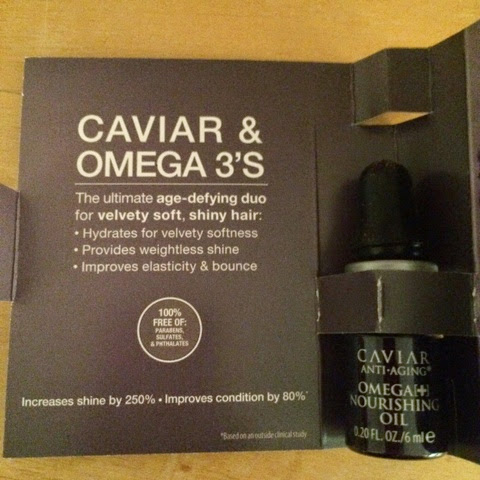 CAVIAR &
OMEGA 3'S
The ultimate age-defying duo
for velvety soft, shiny hair:
• Hydrates for velvety softness
• Provides weightless shine
• Improves elasticity & bounce
100%
FREE OF:
PARABENS,
SULFATES,
& PHTHALATES
Increases shine by 250% • Improves condition by 80%*
*Based on an outside clinical study
CAVIAR
ANTI•AGING®
OMEGA[+]
NOURISHING
OIL
0.20 FL. OZ./6 ml℮